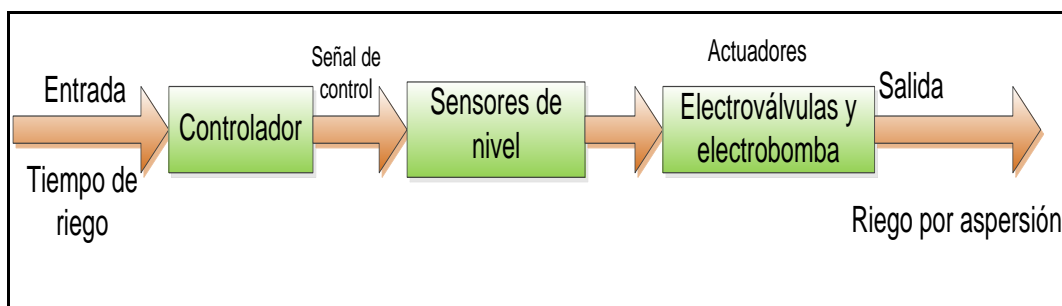 Entrada
Tiempo de
riego
Controlador
Señal de
control
Sensores de
nivel
Actuadores
Electroválvulas y
electrobomba
Salida
Riego por aspersión